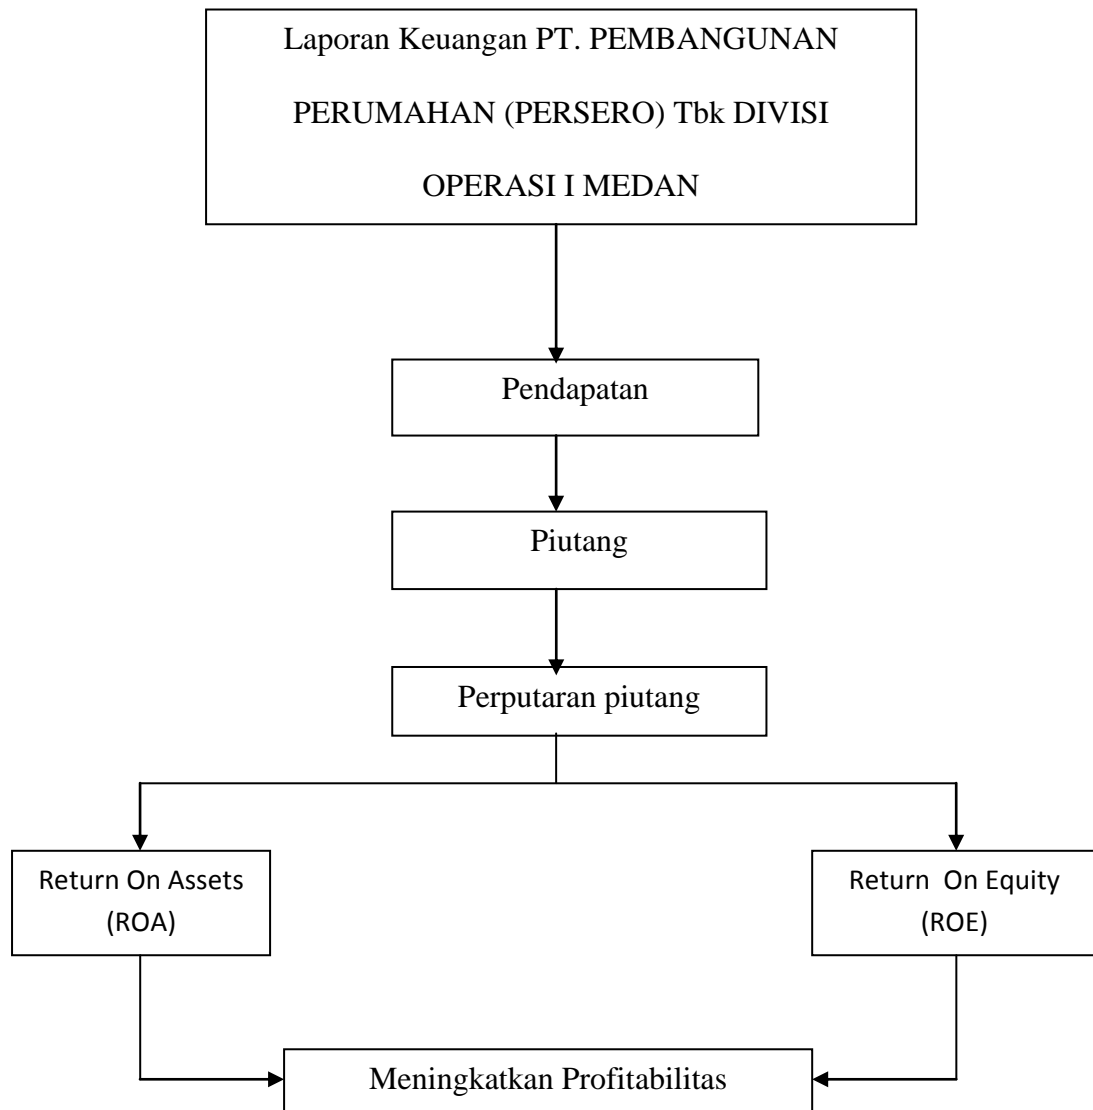 Laporan Keuangan PT. PEMBANGUNAN
PERUMAHAN (PERSERO) Tbk DIVISI
OPERASI I MEDAN
Pendapatan
Piutang
Perputaran piutang
Return On Assets
(ROA)
Return On Equity
(ROE)
Meningkatkan Profitabilitas